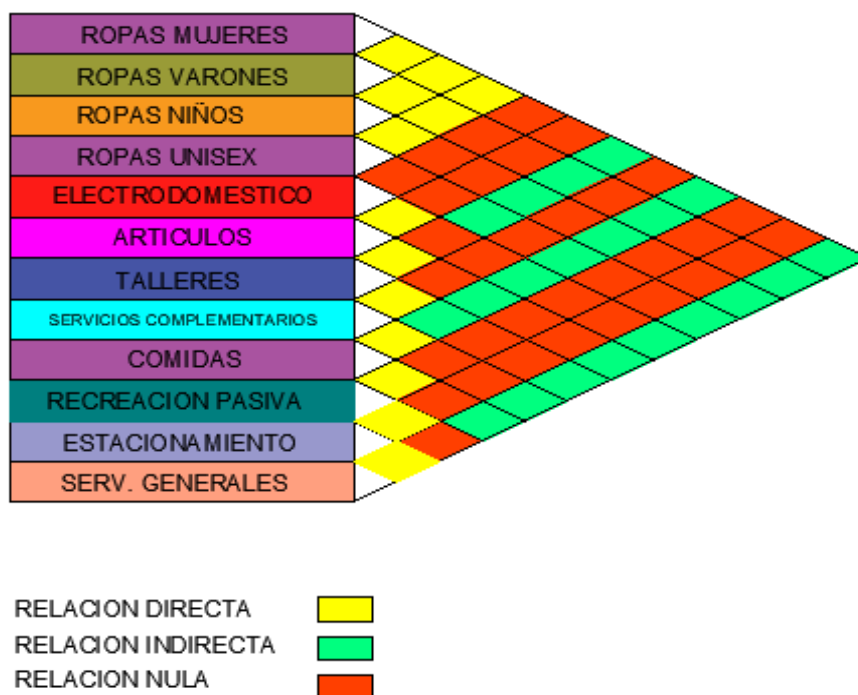 ROPAS MUJERES
ROPAS VARONES
ROPAS NIÑOS
ROPAS UNISEX
ELECTRODOMESTICO
ARTICULOS
TALLERES
SERVICIOS COMPLEMENTARIOS
COMIDAS
RECREACION PASIVA
ESTACIONAMIENTO
SERV. GENERALES
RELACION DIRECTA
RELACION INDIRECTA
RELACION NULA